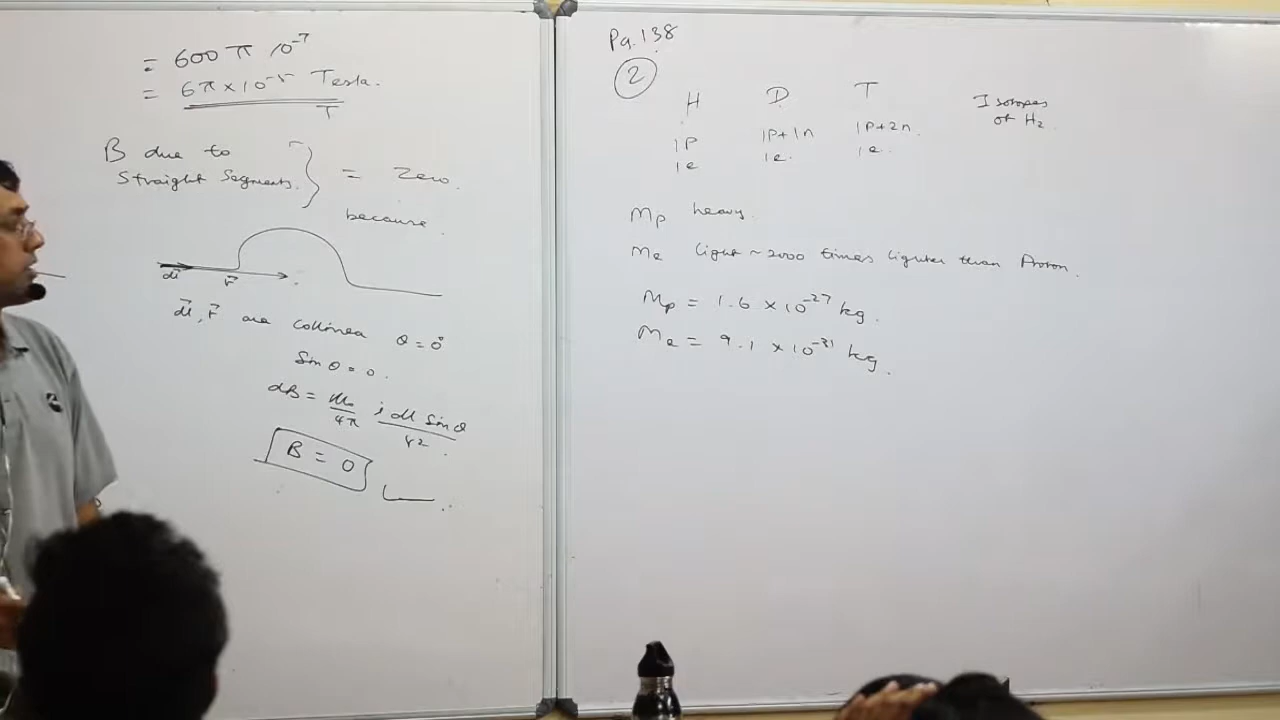 = 600 π 10⁻⁷
= 6π × 10⁻⁵ Tesla.
T
B due to
Straight Segments. } = Zero.
because.
dl r
dl, r are collinea θ = 0°
Sin θ = 0.
dB = μ₀/4π i dl Sin θ/r²
B = 0
Pg. 138
2
H D T Isotopes of H₂
1P 1P+1n 1P+2n.
1e 1e. 1e.
Mp heavy.
Me light ~ 2000 times lighter than Proton.
Mp = 1.6 × 10⁻²⁷ kg.
Me = 9.1 × 10⁻³¹ kg.